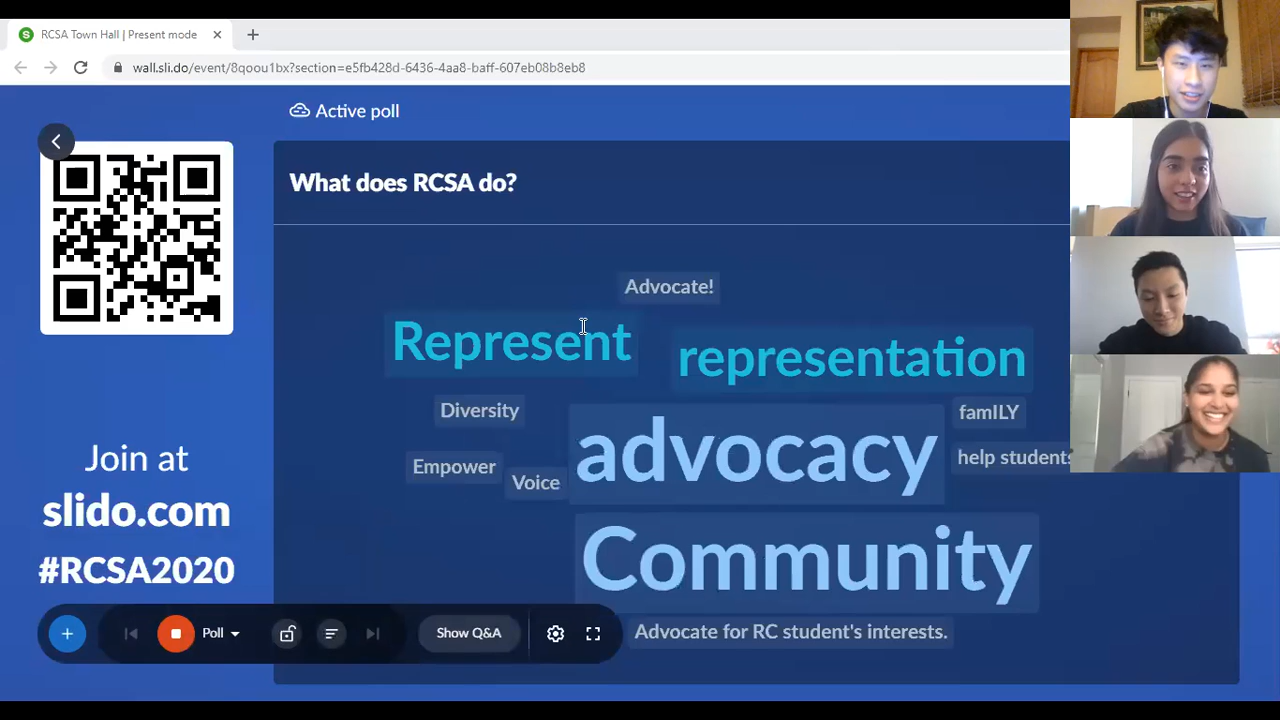 RCSA Town Hall | Present mode
wall.sli.do/event/8qoou1bx?section=e5fb428d-6436-4aa8-baff-607eb08b8eb8
Active poll
What does RCSA do?
Advocate!
Represent
representation
Diversity
famILY
advocacy
Empower
Voice
help students
Community
Advocate for RC student's interests.
Join at
slido.com
#RCSA2020
Poll
Show Q&A